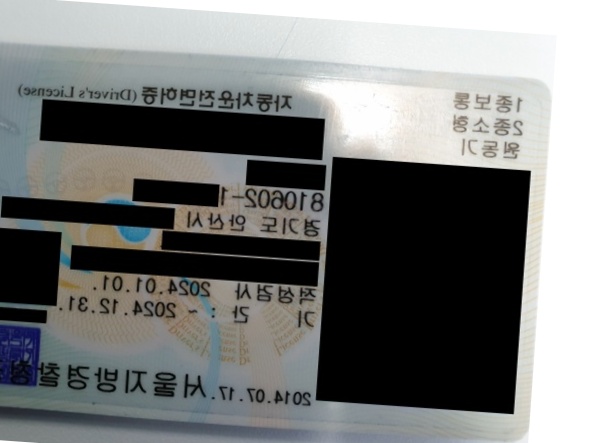 자동차운전면허증 (Driver's License)
1종보통
2종소형
원동기
810602-1
경기도 안산시
적성검사 2024.01.01.
기 간 : ~ 2024.12.31.
2014.07.17. 서울지방경찰청